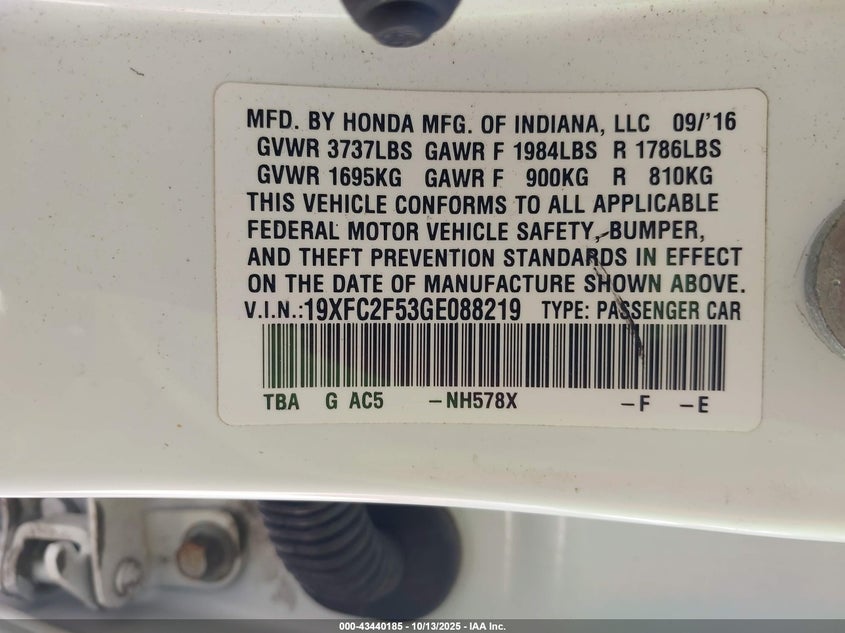 MFD. BY HONDA MFG. OF INDIANA, LLC 09/'16
GVWR 3737LBS GAWR F 1984LBS R 1786LBS
GVWR 1695KG GAWR F 900KG R 810KG
THIS VEHICLE CONFORMS TO ALL APPLICABLE
FEDERAL MOTOR VEHICLE SAFETY, BUMPER,
AND THEFT PREVENTION STANDARDS IN EFFECT
ON THE DATE OF MANUFACTURE SHOWN ABOVE.
V.I.N.:19XFC2F53GE088219 TYPE: PASSENGER CAR
TBA G AC5 -NH578X -F -E
000-43440185 - 10/13/2025 - IAA Inc.